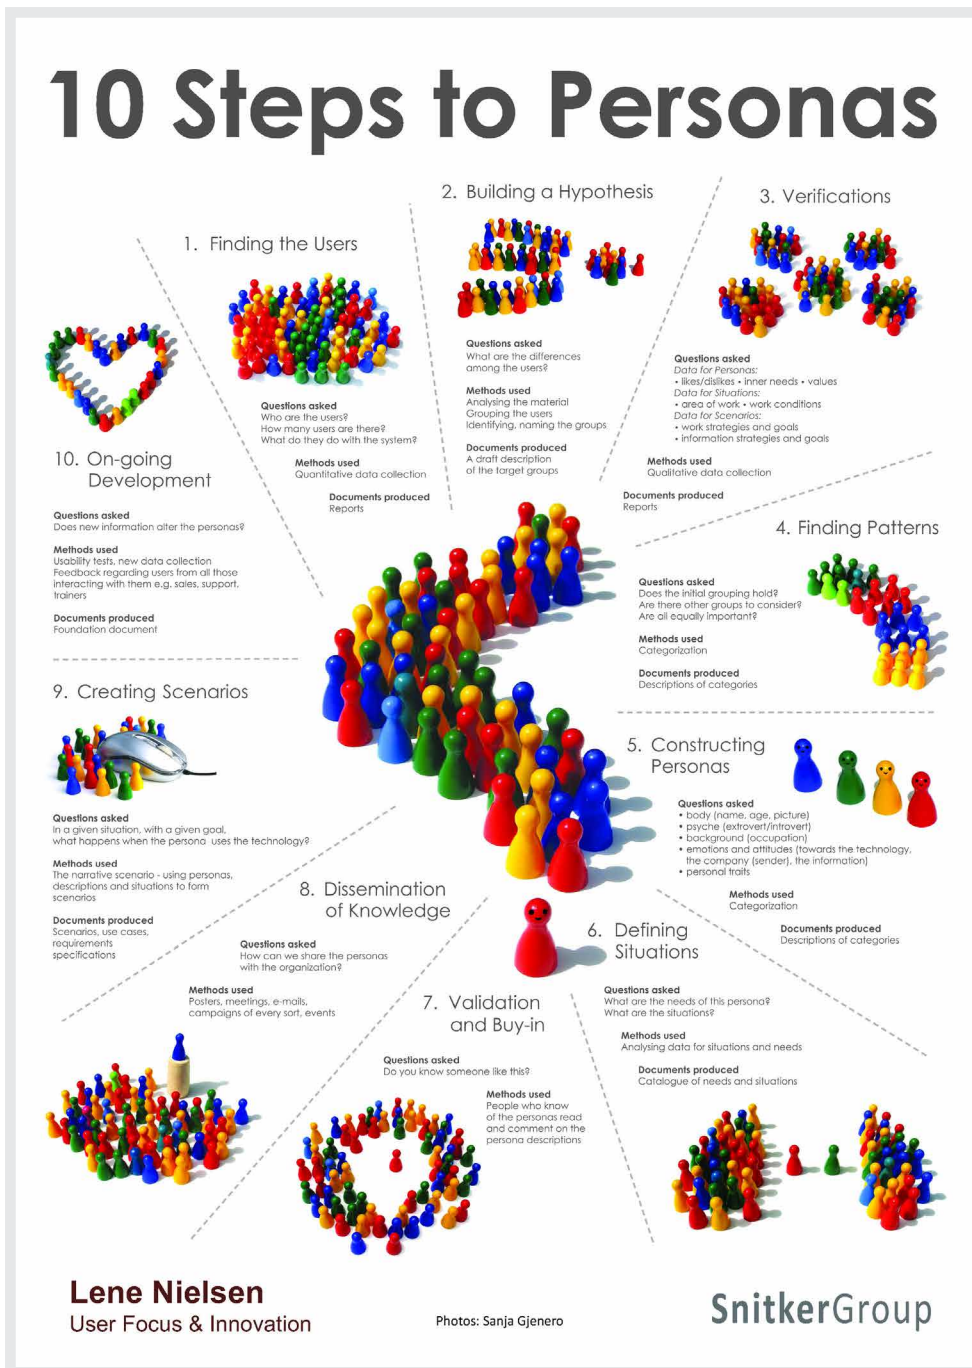 10 Steps to Personas
1. Finding the Users
Questions asked
Who are the users?
How many users are there?
What do they do with the system?
Methods used
Quantitative data collection
Documents produced
Reports
2. Building a Hypothesis
Questions asked
What are the differences
among the users?
Methods used
Analysing the material
Grouping the users
Identifying, naming the groups
Documents produced
A draft description
of the target groups
3. Verifications
Questions asked
Data for Personas:
• likes/dislikes • inner needs • values
Data for Situations:
• area of work • work conditions
Data for Scenarios:
• work strategies and goals
• information strategies and goals
Methods used
Qualitative data collection
Documents produced
Reports
4. Finding Patterns
Questions asked
Does the initial grouping hold?
Are there other groups to consider?
Are all equally important?
Methods used
Categorization
Documents produced
Descriptions of categories
5. Constructing
Personas
Questions asked
• body (name, age, picture)
• psyche (extrovert/introvert)
• background (occupation)
• emotions and attitudes (towards the technology,
the company (sender), the information)
• personal traits
Methods used
Categorization
Documents produced
Descriptions of categories
6. Defining
Situations
Questions asked
What are the needs of this persona?
What are the situations?
Methods used
Analysing data for situations and needs
Documents produced
Catalogue of needs and situations
7. Validation
and Buy-in
Questions asked
Do you know someone like this?
Methods used
People who know
of the personas read
and comment on the
persona descriptions
8. Dissemination
of Knowledge
Questions asked
How can we share the personas
with the organization?
Methods used
Posters, meetings, e-mails,
campaigns of every sort, events
9. Creating Scenarios
Questions asked
In a given situation, with a given goal,
what happens when the persona uses the technology?
Methods used
The narrative scenario - using personas,
descriptions and situations to form
scenarios
Documents produced
Scenarios, use cases,
requirements
specifications
10. On-going
Development
Questions asked
Does new information alter the personas?
Methods used
Usability tests, new data collection
Feedback regarding users from all those
interacting with them e.g. sales, support,
trainers
Documents produced
Foundation document
Lene Nielsen
User Focus & Innovation
Photos: Sanja Gjenero
SnitkerGroup